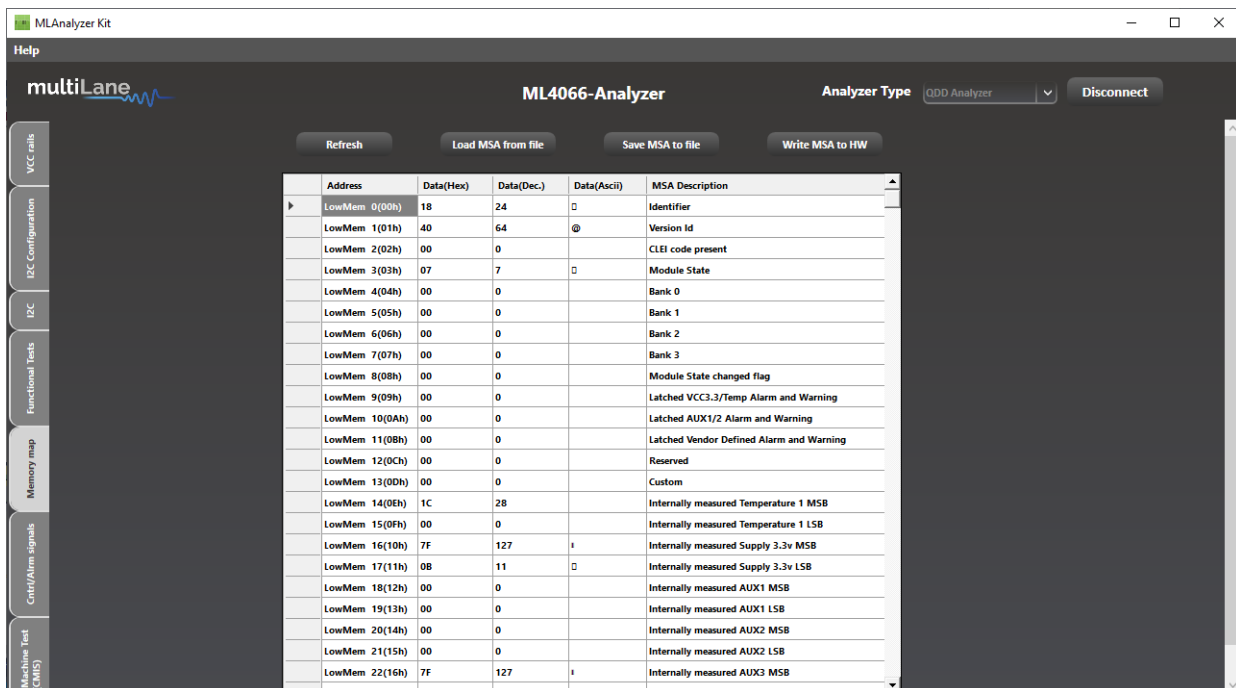 MLAnalyzer Kit
Help
multiLane
ML4066-Analyzer
Analyzer Type
QDD Analyzer
Disconnect
VCC rails
I2C Configuration
I2C
Functional Tests
Memory map
Cntrl/Alrm signals
Machine Test
(CMIS)
Refresh
Load MSA from file
Save MSA to file
Write MSA to HW
Address Data(Hex) Data(Dec.) Data(Ascii) MSA Description
LowMem 0(00h) 18 24 Identifier
LowMem 1(01h) 40 64 @ Version Id
LowMem 2(02h) 00 0 CLEI code present
LowMem 3(03h) 07 7 Module State
LowMem 4(04h) 00 0 Bank 0
LowMem 5(05h) 00 0 Bank 1
LowMem 6(06h) 00 0 Bank 2
LowMem 7(07h) 00 0 Bank 3
LowMem 8(08h) 00 0 Module State changed flag
LowMem 9(09h) 00 0 Latched VCC3.3/Temp Alarm and Warning
LowMem 10(0Ah) 00 0 Latched AUX1/2 Alarm and Warning
LowMem 11(0Bh) 00 0 Latched Vendor Defined Alarm and Warning
LowMem 12(0Ch) 00 0 Reserved
LowMem 13(0Dh) 00 0 Custom
LowMem 14(0Eh) 1C 28 Internally measured Temperature 1 MSB
LowMem 15(0Fh) 00 0 Internally measured Temperature 1 LSB
LowMem 16(10h) 7F 127 Internally measured Supply 3.3v MSB
LowMem 17(11h) 0B 11 Internally measured Supply 3.3v LSB
LowMem 18(12h) 00 0 Internally measured AUX1 MSB
LowMem 19(13h) 00 0 Internally measured AUX1 LSB
LowMem 20(14h) 00 0 Internally measured AUX2 MSB
LowMem 21(15h) 00 0 Internally measured AUX2 LSB
LowMem 22(16h) 7F 127 Internally measured AUX3 MSB